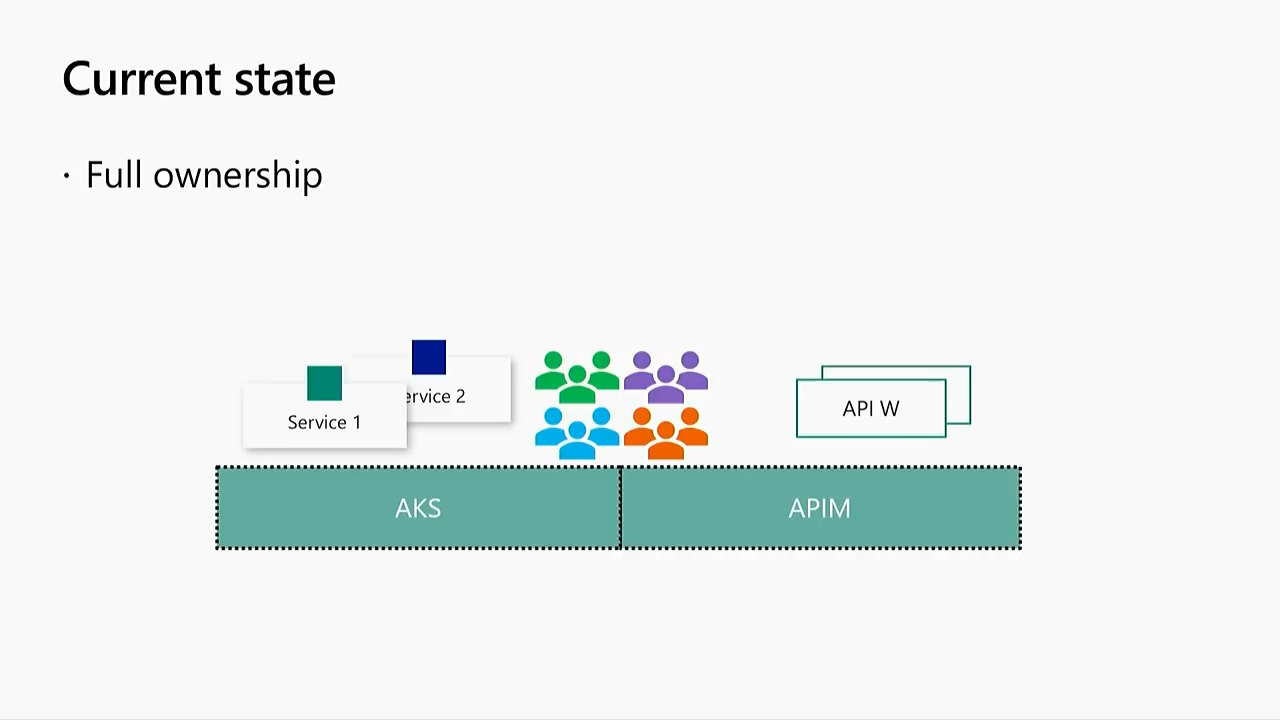 Current state
· Full ownership
ervice 2
Service 1
API W
AKS
APIM